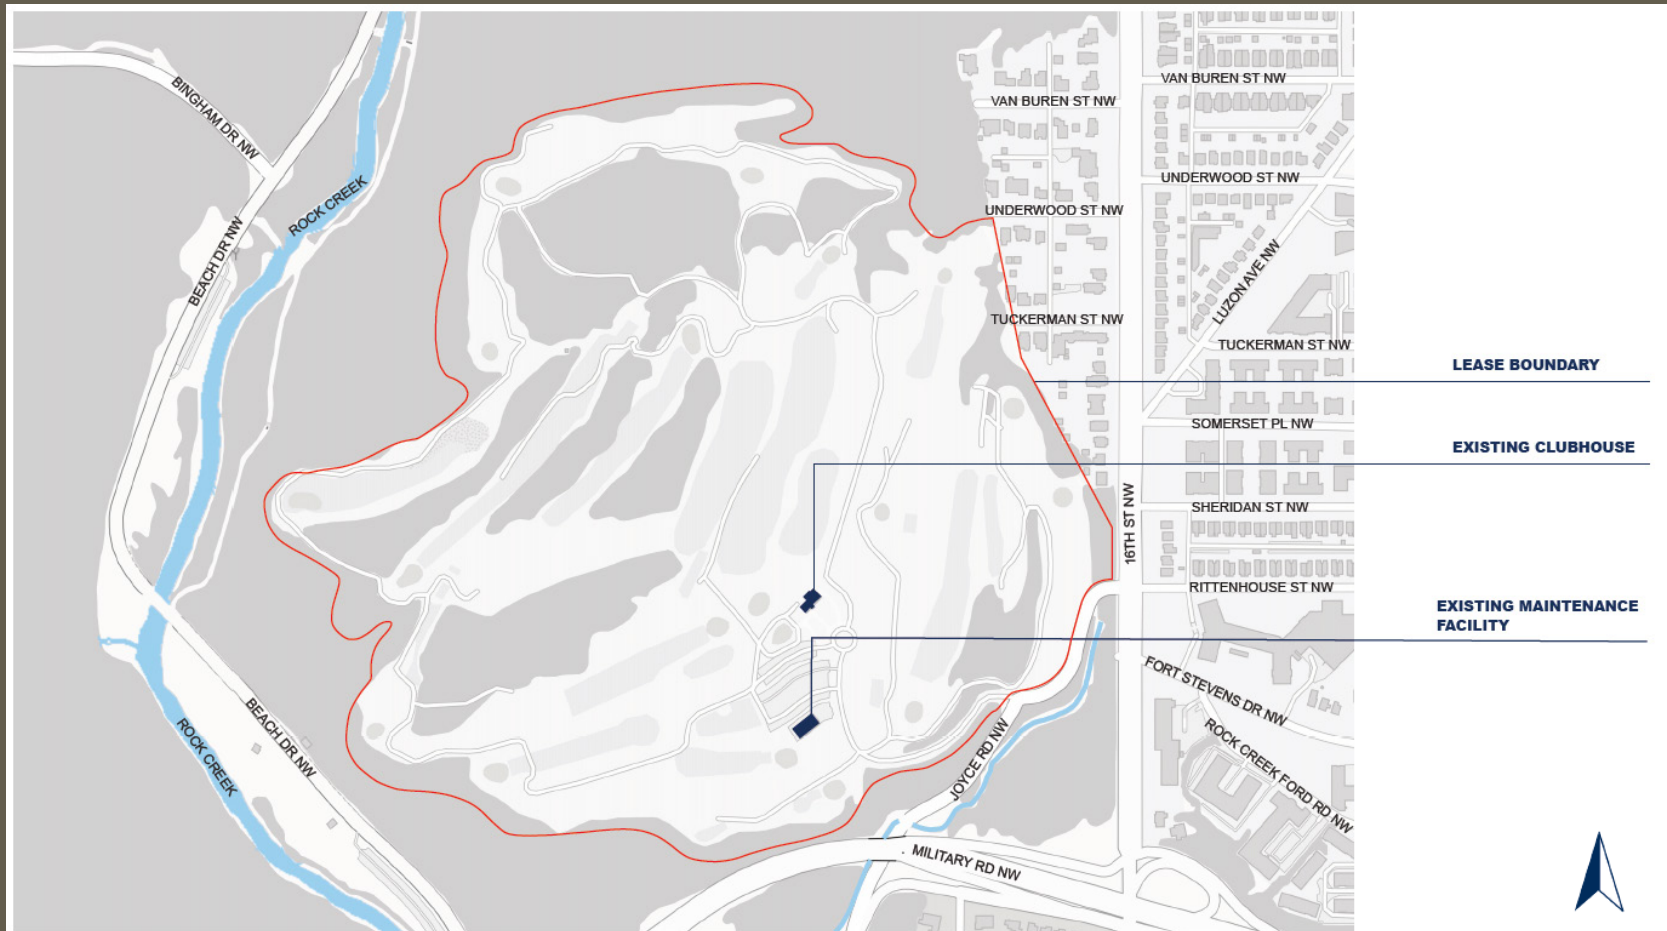 BINGHAM DR NW
ROCK CREEK
BEACH DR NW
VAN BUREN ST NW
VAN BUREN ST NW
UNDERWOOD ST NW
UNDERWOOD ST NW
LUZON AVE NW
TUCKERMAN ST NW
TUCKERMAN ST NW
LEASE BOUNDARY
SOMERSET PL NW
EXISTING CLUBHOUSE
SHERIDAN ST NW
16TH ST NW
RITTENHOUSE ST NW
EXISTING MAINTENANCE
FACILITY
FORT STEVENS DR NW
ROCK CREEK FORD RD NW
BEACH DR NW
ROCK CREEK
JOYCE RD NW
MILITARY RD NW